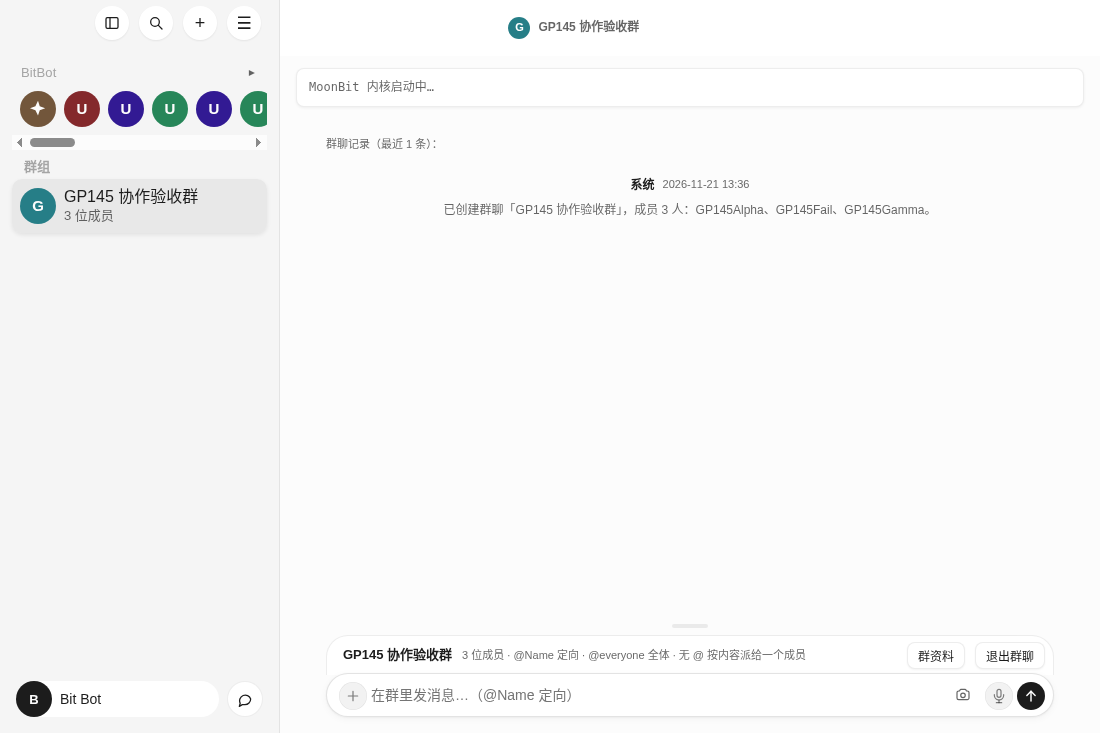 +
☰
BitBot
▸
U
U
U
U
U
群组
G
GP145 协作验收群
3 位成员
B
Bit Bot
G
GP145 协作验收群
MoonBit 内核启动中…
群聊记录（最近 1 条）：
系统 2026-11-21 13:36
已创建群聊「GP145 协作验收群」，成员 3 人：GP145Alpha、GP145Fail、GP145Gamma。
GP145 协作验收群 3 位成员 · @Name 定向 · @everyone 全体 · 无 @ 按内容派给一个成员 群资料 退出群聊
在群里发消息…（@Name 定向）